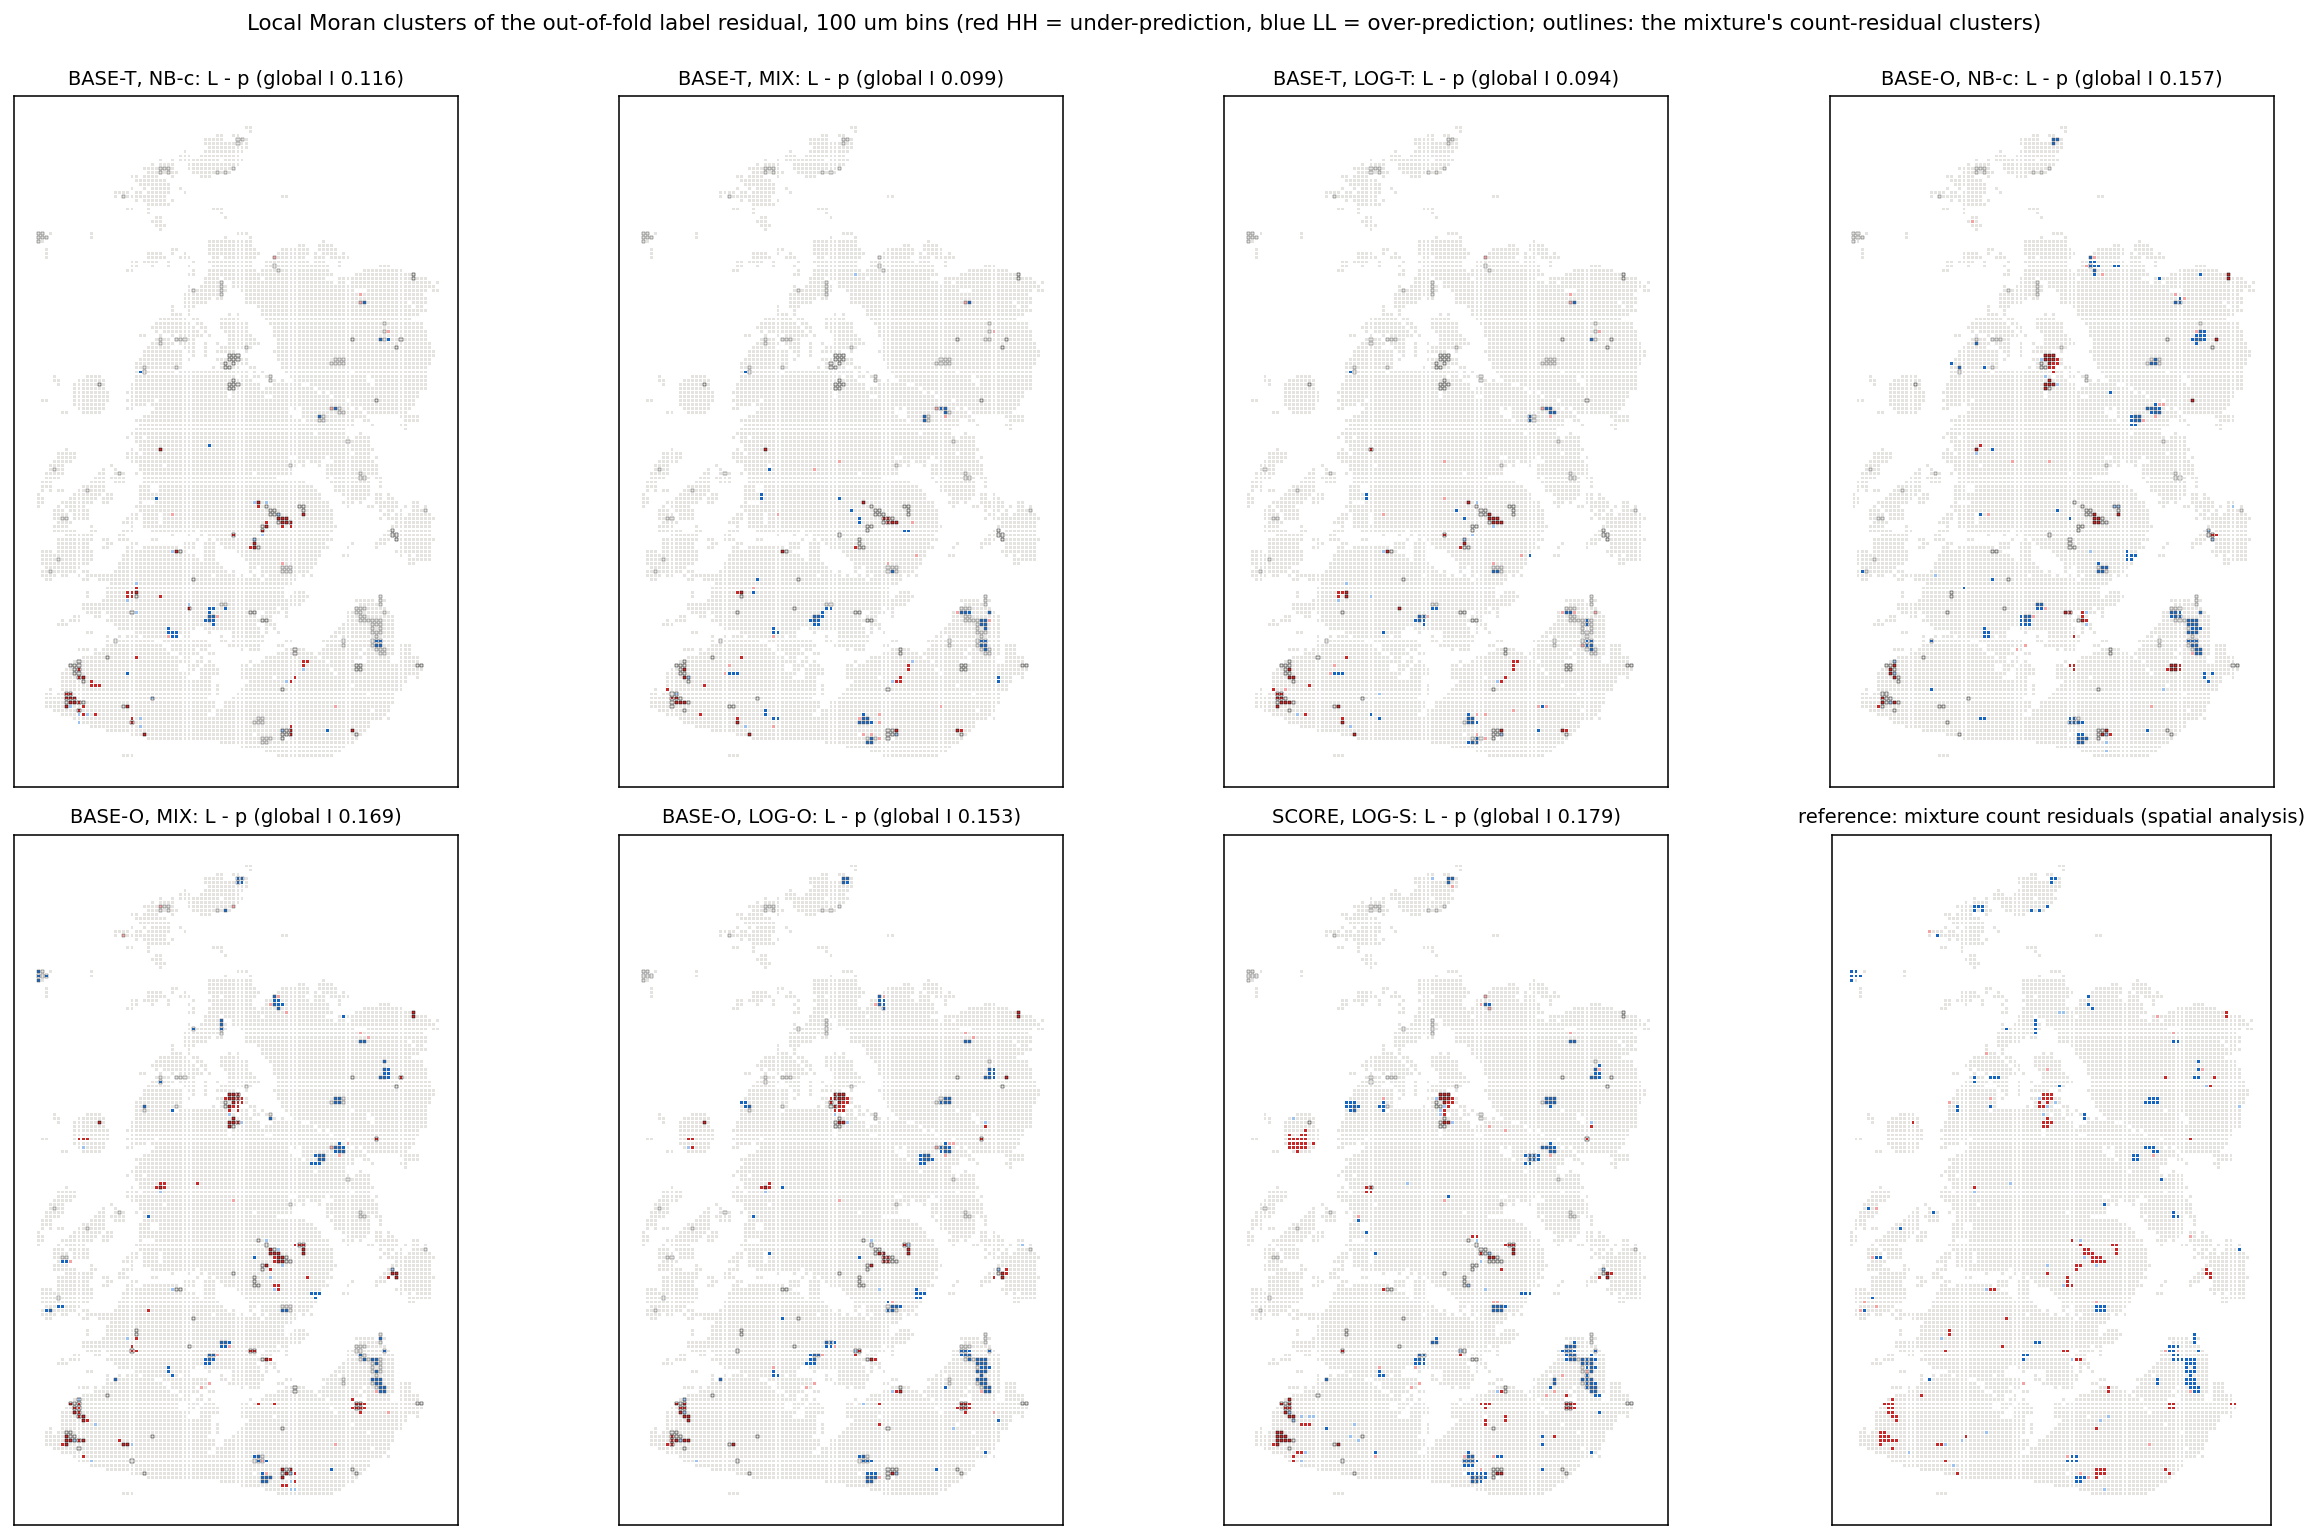 Local Moran clusters of the out-of-fold label residual, 100 um bins (red HH = under-prediction, blue LL = over-prediction; outlines: the mixture's count-residual clusters)
BASE-T, NB-c: L - p (global I 0.116)
BASE-T, MIX: L - p (global I 0.099)
BASE-T, LOG-T: L - p (global I 0.094)
BASE-O, NB-c: L - p (global I 0.157)
BASE-O, MIX: L - p (global I 0.169)
BASE-O, LOG-O: L - p (global I 0.153)
SCORE, LOG-S: L - p (global I 0.179)
reference: mixture count residuals (spatial analysis)